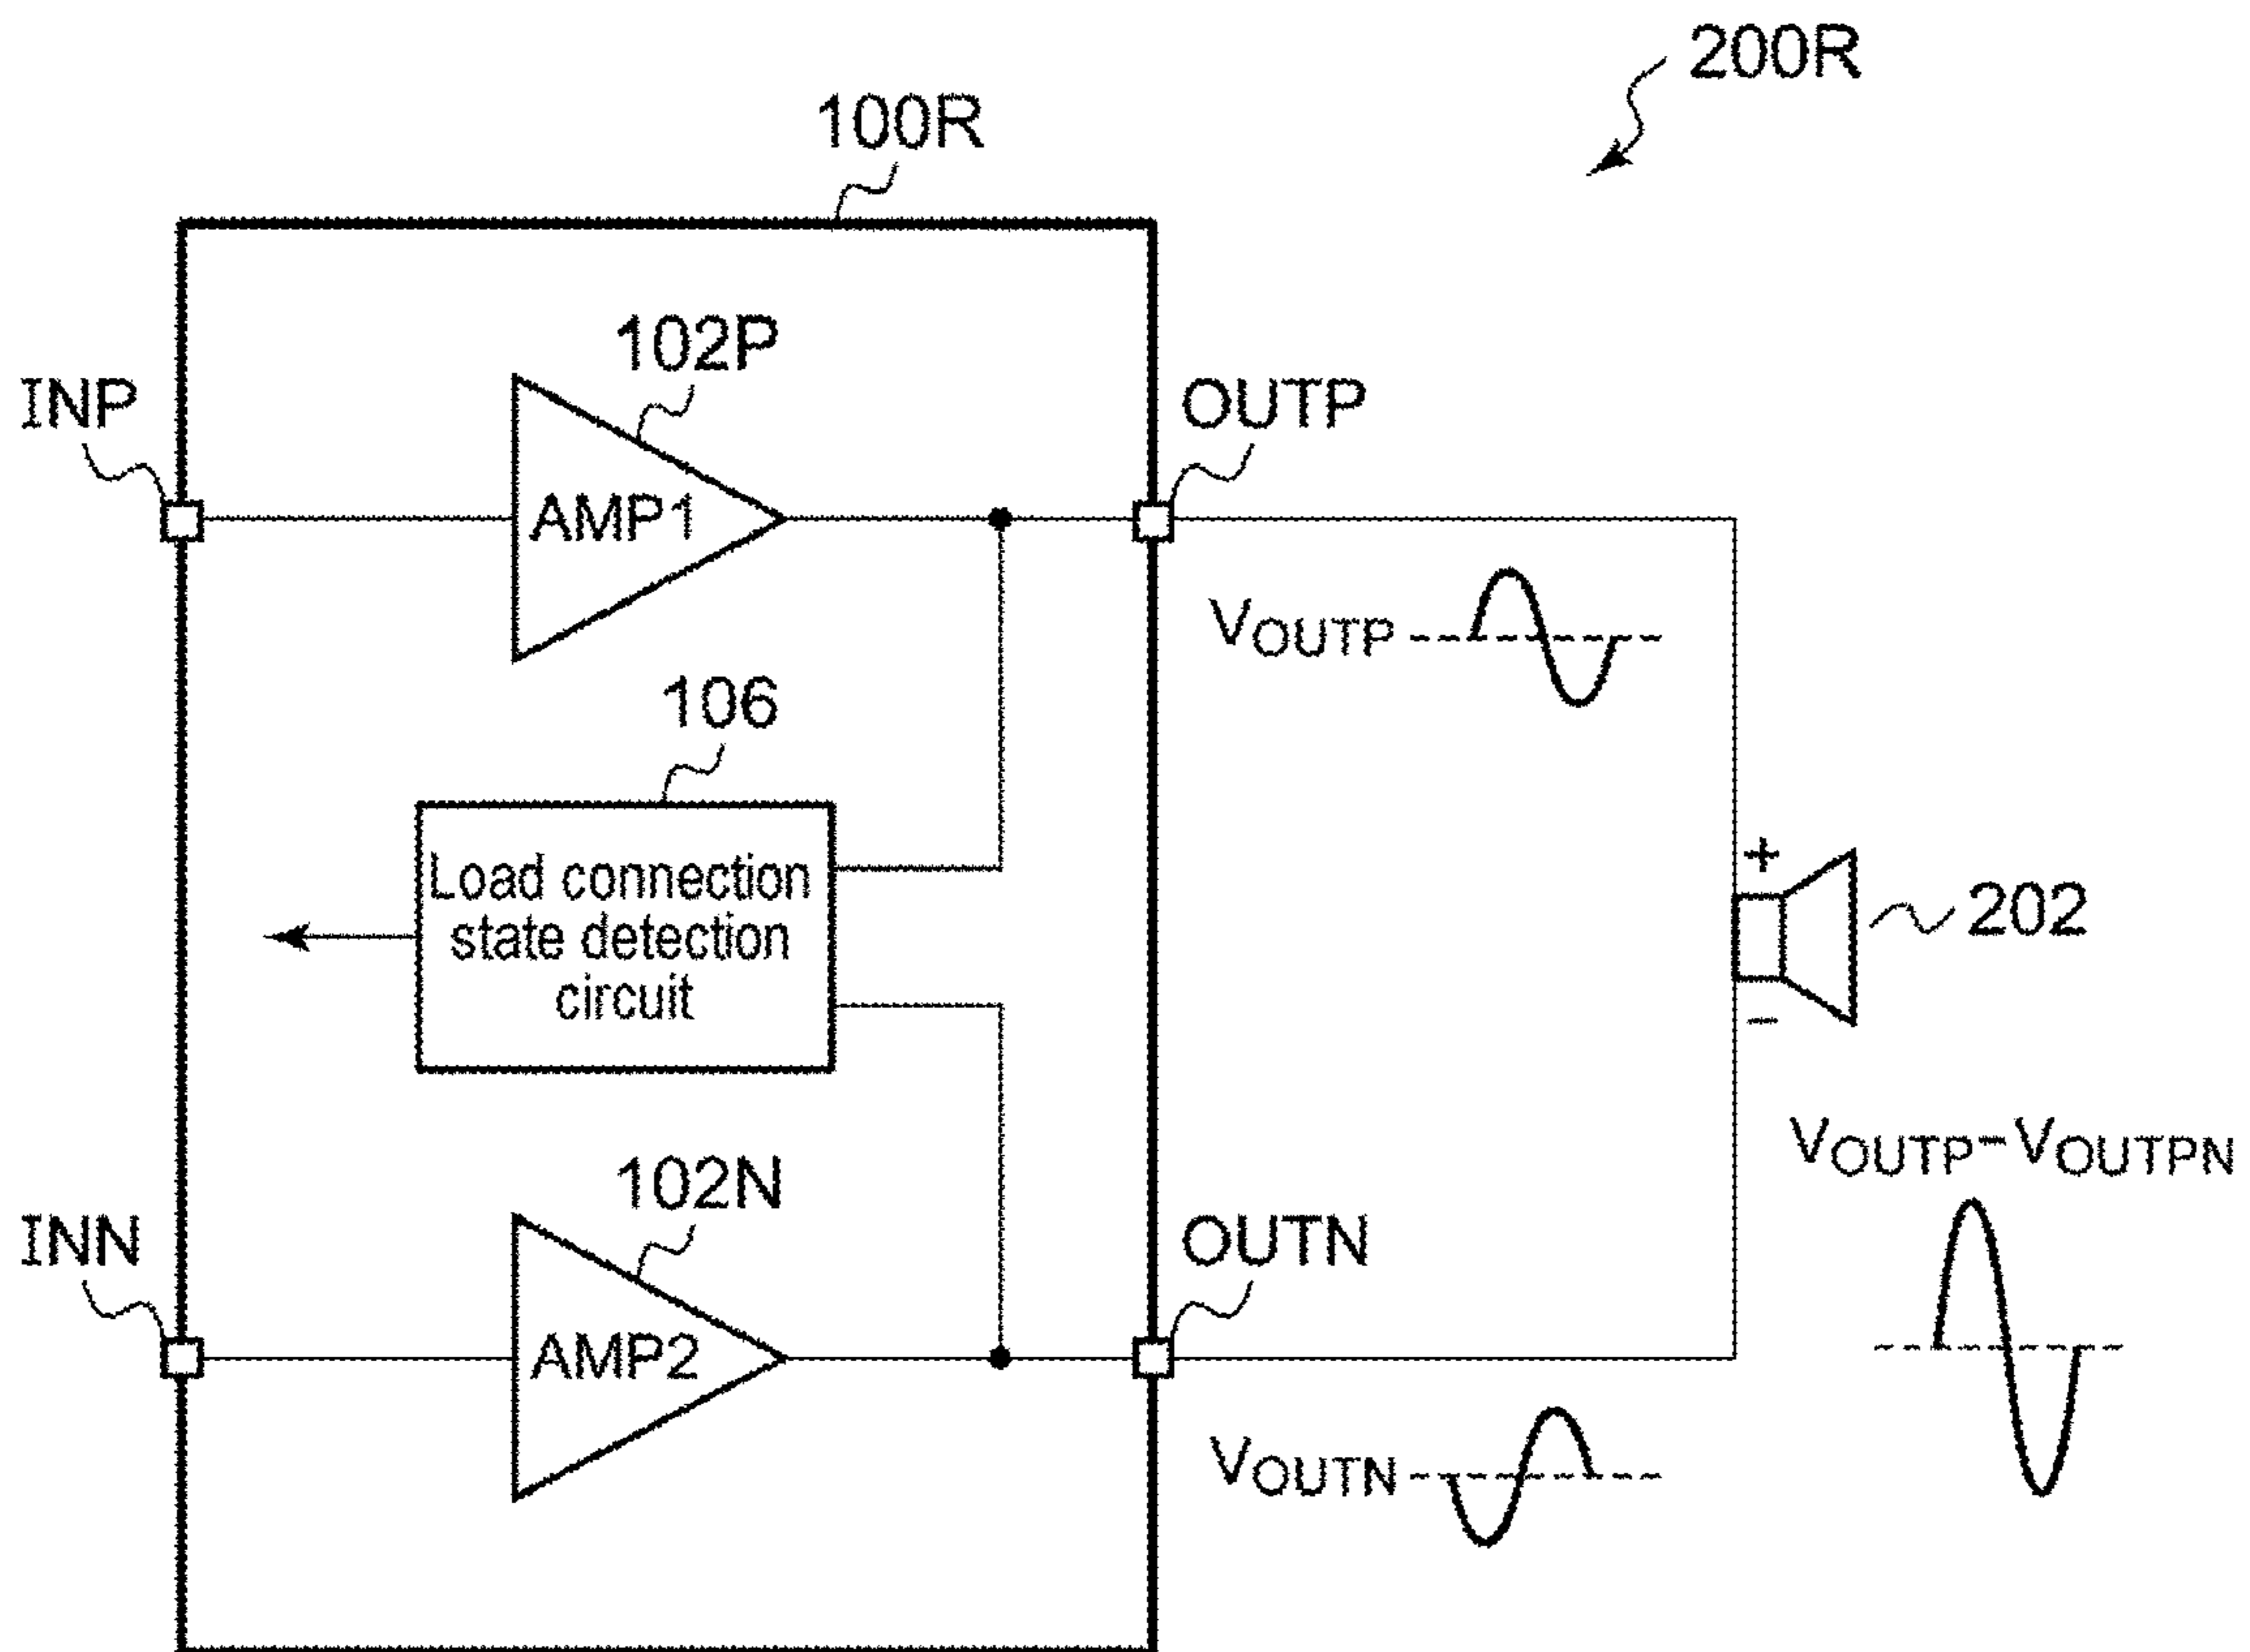 200R
100R
102P
INP
OUTP
AMP1
VOUTP
106
Load connection
state detection
circuit
+
202
−
VOUTP−VOUTPN
102N
INN
OUTN
AMP2
VOUTN